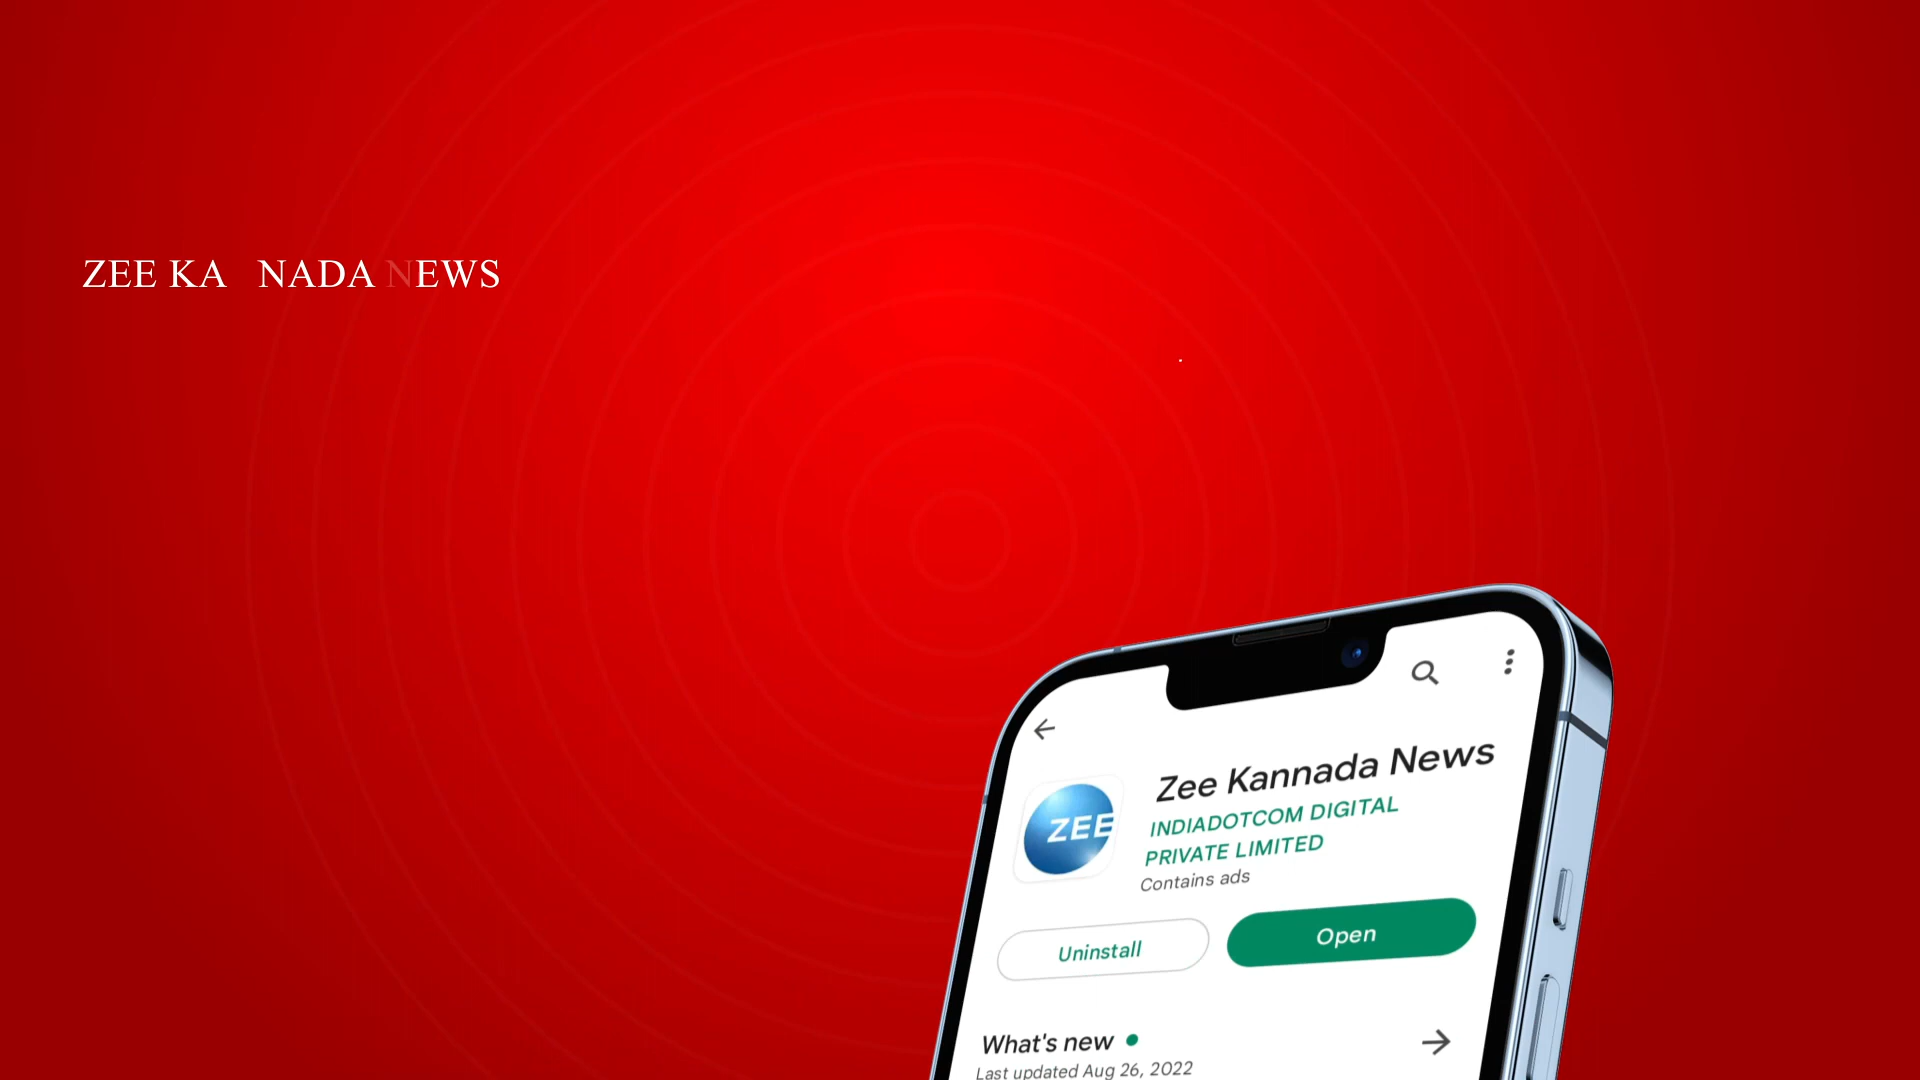 ZEE KA NADA NEWS
Zee Kannada News
ZEE
INDIADOTCOM DIGITAL
PRIVATE LIMITED
Contains ads
Uninstall
Open
What's new
Last updated Aug 26, 2022